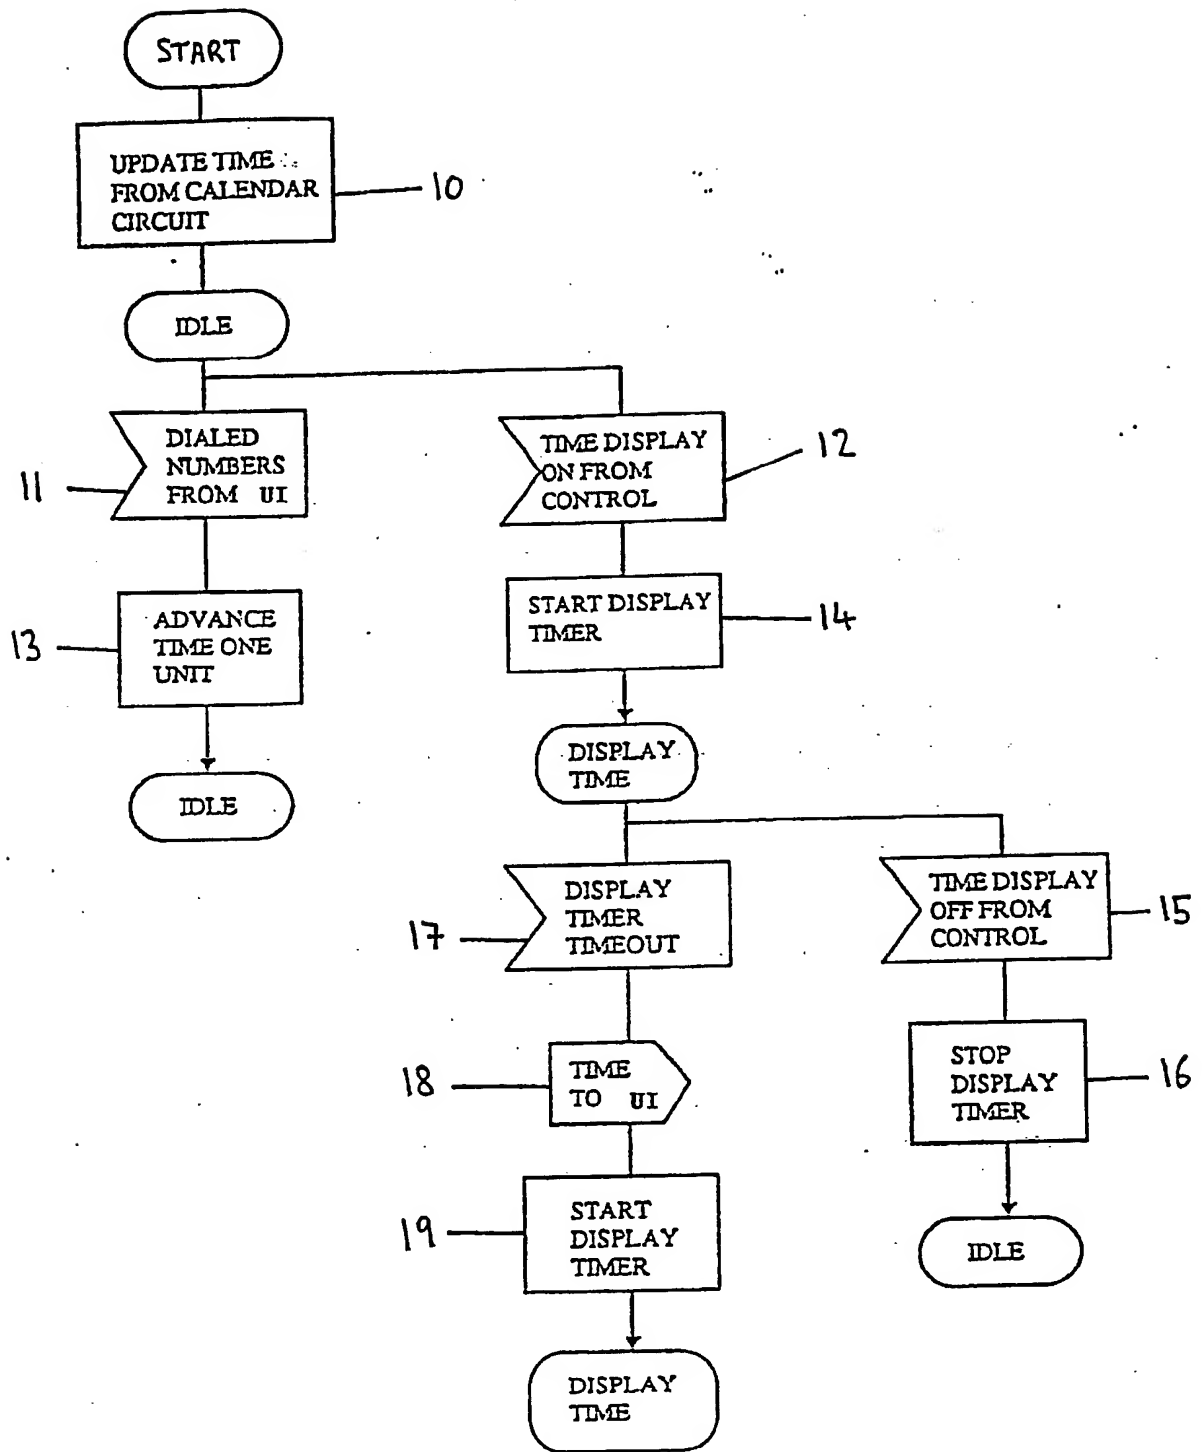 START
UPDATE TIME
FROM CALENDAR
CIRCUIT
10
IDLE
DIALED
NUMBERS
FROM UI
11
TIME DISPLAY
ON FROM
CONTROL
12
ADVANCE
TIME ONE
UNIT
13
START DISPLAY
TIMER
14
IDLE
DISPLAY
TIME
DISPLAY
TIMER
TIMEOUT
17
TIME DISPLAY
OFF FROM
CONTROL
15
TIME
TO UI
18
STOP
DISPLAY
TIMER
16
START
DISPLAY
TIMER
19
IDLE
DISPLAY
TIME